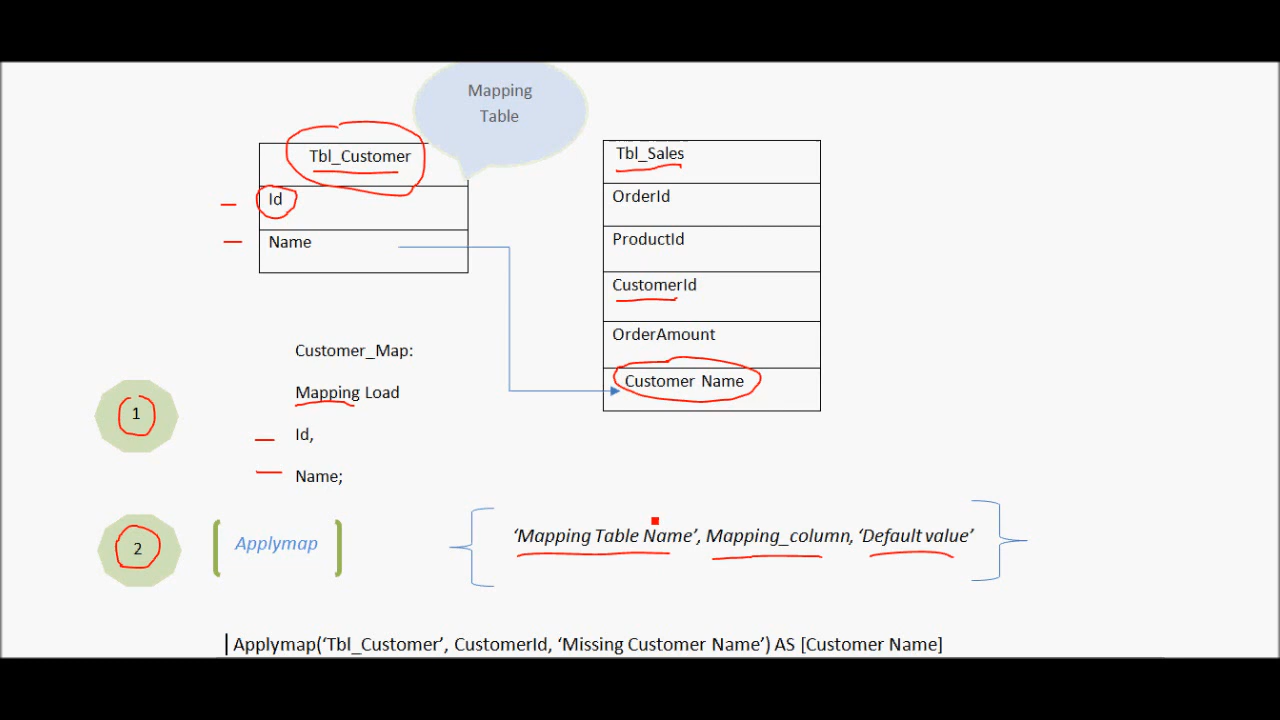 Mapping
Table
Tbl_Customer
Id
Name
Tbl_Sales
OrderId
ProductId
CustomerId
OrderAmount
Customer Name
Customer_Map:
Mapping Load
Id,
Name;
1
2
Applymap
‘Mapping Table Name’, Mapping_column, ‘Default value’
Applymap(‘Tbl_Customer’, CustomerId, ‘Missing Customer Name’) AS [Customer Name]